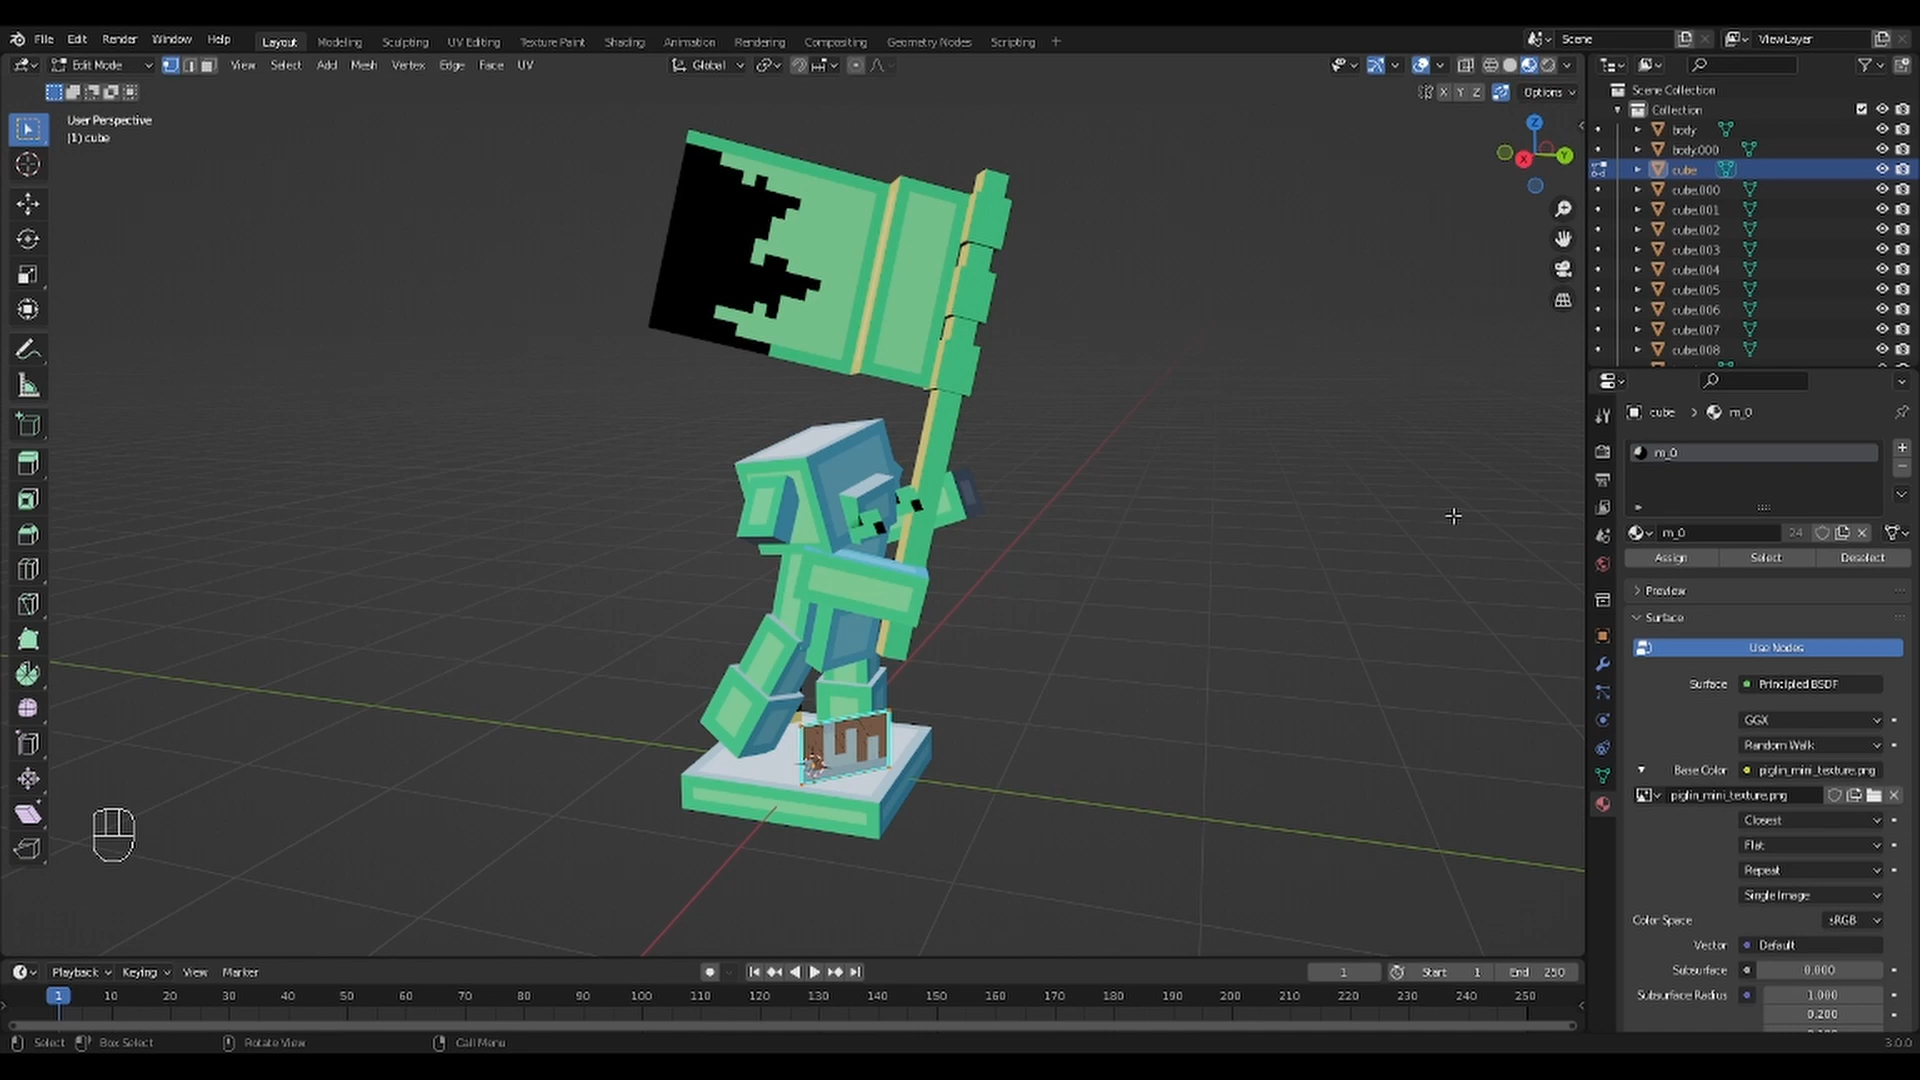 File Edit Render Window Help Layout Modeling Sculpting UV Editing Texture Paint Shading Animation Rendering Compositing Geometry Nodes Scripting + Scene ViewLayer
Edit Mode View Select Add Mesh Vertex Edge Face UV Global
X Y Z Options
User Perspective
(1) cube
Z
X Y
Scene Collection
Collection
body
body.000
cube
cube.000
cube.001
cube.002
cube.003
cube.004
cube.005
cube.006
cube.007
cube.008
cube > m_0
m_0
m_0 24
Assign Select Deselect
Preview
Surface
Use Nodes
Surface Principled BSDF
GGX
Random Walk
Base Color piglin_mini_texture.png
piglin_mini_texture.png
Closest
Flat
Repeat
Single Image
Color Space sRGB
Vector Default
Subsurface 0.000
Subsurface Radius 1.000
0.200
Playback Keying View Marker 1 Start 1 End 250
1 10 20 30 40 50 60 70 80 90 100 110 120 130 140 150 160 170 180 190 200 210 220 230 240 250
Select Box Select Rotate View Call Menu 3.0.0